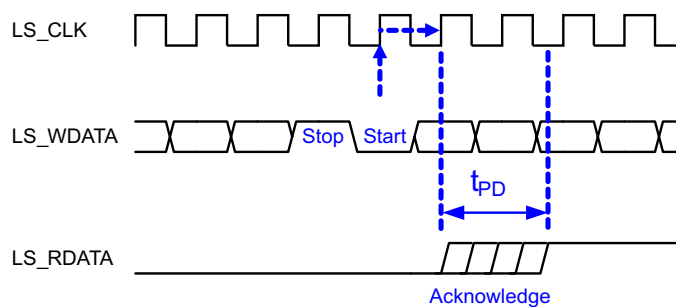 LS_CLK
LS_WDATA
Stop
Start
tPD
LS_RDATA
Acknowledge